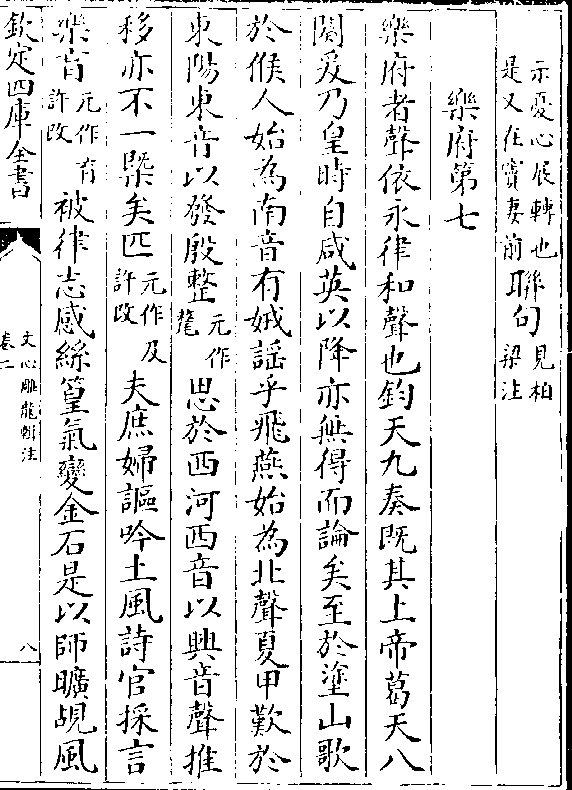 示憂心展轉也
是又在竇妻前聯句見柏
梁注
樂府第七
樂府者聲依永律和聲也鈞天九奏既其上帝葛天八
闋爰乃皇時自咸英以降亦無得而論矣至於塗山歌
於候人始為南音有娀謡乎飛燕始為北聲夏甲歎於
東陽東音以發殷整元作氂思於西河西音以興音聲推
移亦不一槩矣匹元作及許改夫庶婦謳吟土風詩官採言
樂胥元作育許改被律志感絲篁氣變金石是以師曠覘風
欽定四庫全書
文心雕龍輯注
卷二
八